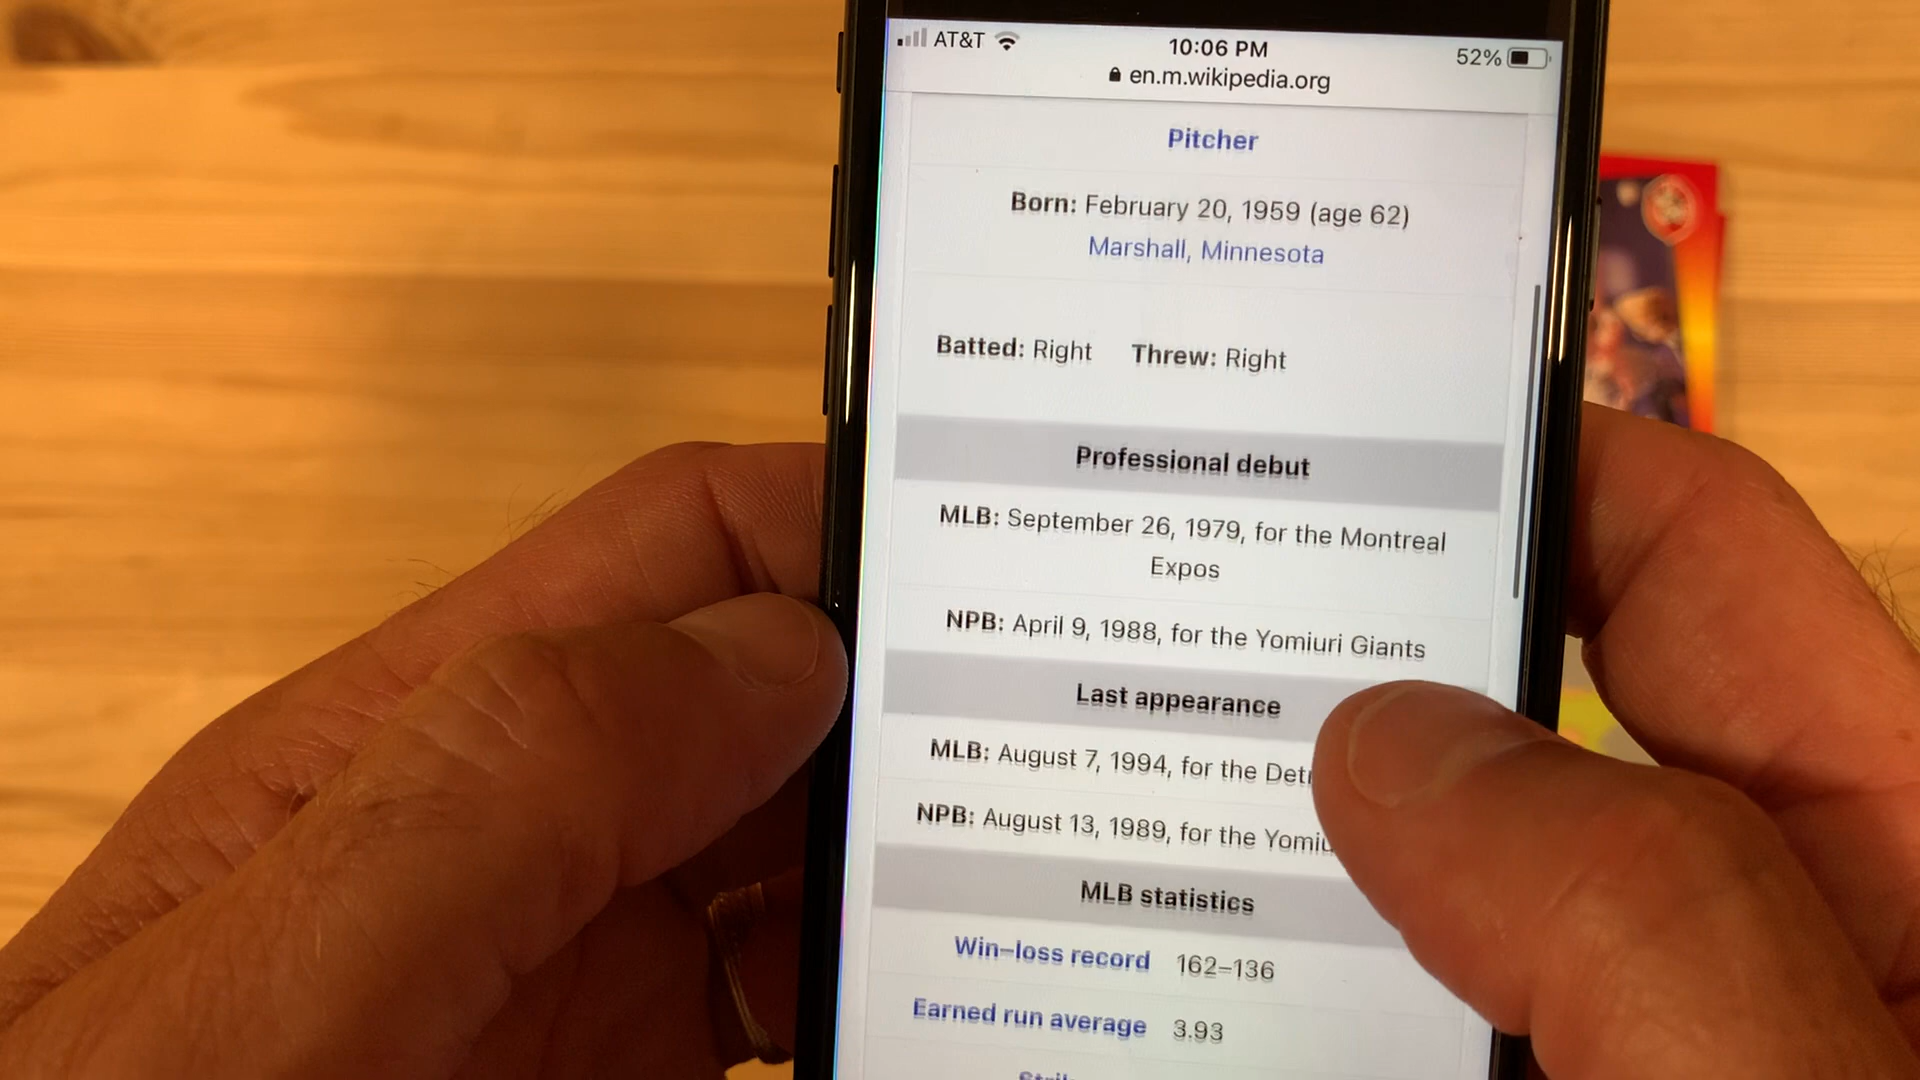 AT&T 10:06 PM 52%
en.m.wikipedia.org
Pitcher
Born: February 20, 1959 (age 62)
Marshall, Minnesota
Batted: Right Threw: Right
Professional debut
MLB: September 26, 1979, for the Montreal
Expos
NPB: April 9, 1988, for the Yomiuri Giants
Last appearance
MLB: August 7, 1994, for the
NPB: August 13, 1989, for the
MLB statistics
Win–loss record 162–136
Earned run average 3.93